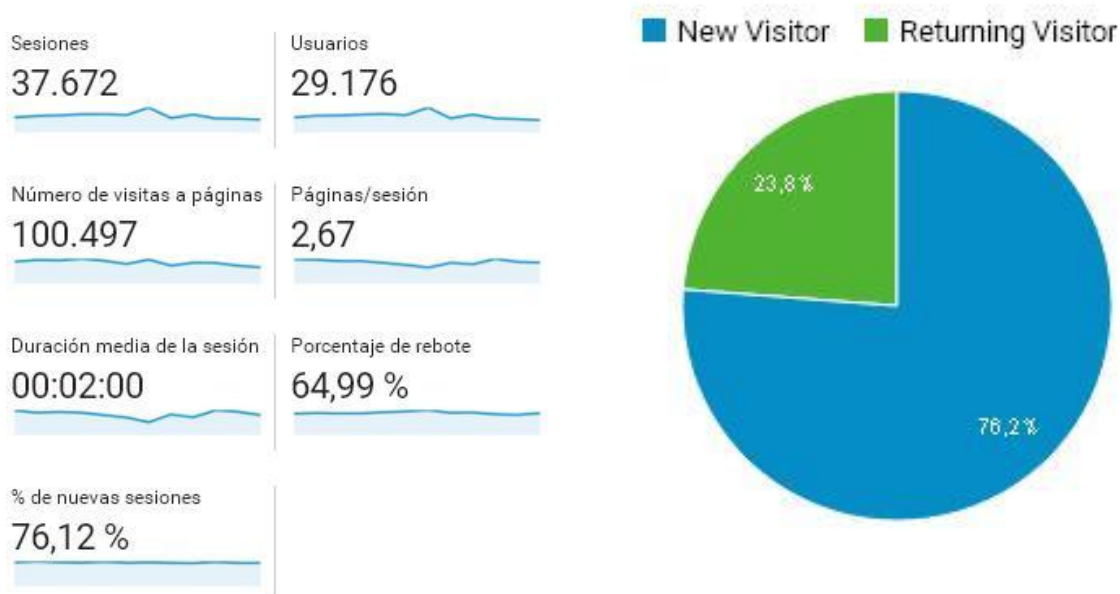 Sesiones
37.672
Usuarios
29.176
Número de visitas a páginas
100.497
Páginas/sesión
2,67
Duración media de la sesión
00:02:00
Porcentaje de rebote
64,99 %
% de nuevas sesiones
76,12 %
New Visitor
Returning Visitor
23,8 %
76,2 %